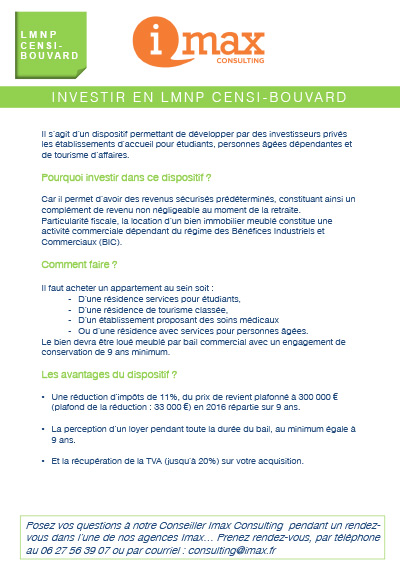 LMNP
CENSI-
BOUVARD
imax
CONSULTING
INVESTIR EN LMNP CENSI-BOUVARD
Il s'agit d'un dispositif permettant de développer par des investisseurs privés
les établissements d'accueil pour étudiants, personnes âgées dépendantes et
de tourisme d'affaires.
Pourquoi investir dans ce dispositif ?
Car il permet d'avoir des revenus sécurisés prédéterminés, constituant ainsi un
complément de revenu non négligeable au moment de la retraite.
Particularité fiscale, la location d'un bien immobilier meublé constitue une
activité commerciale dépendant du régime des Bénéfices Industriels et
Commerciaux (BIC).
Comment faire ?
Il faut acheter un appartement au sein soit :
- D'une résidence services pour étudiants,
- D'une résidence de tourisme classée,
- D'un établissement proposant des soins médicaux
- Ou d'une résidence avec services pour personnes âgées.
Le bien devra être loué meublé par bail commercial avec un engagement de
conservation de 9 ans minimum.
Les avantages du dispositif ?
• Une réduction d'impôts de 11%, du prix de revient plafonné à 300 000 €
(plafond de la réduction : 33 000 €) en 2016 répartie sur 9 ans.
• La perception d'un loyer pendant toute la durée du bail, au minimum égale à
9 ans.
• Et la récupération de la TVA (jusqu'à 20%) sur votre acquisition.
Posez vos questions à notre Conseiller Imax Consulting pendant un rendez-
vous dans l'une de nos agences Imax... Prenez rendez-vous, par téléphone
au 06 27 56 39 07 ou par courriel : consulting@imax.fr